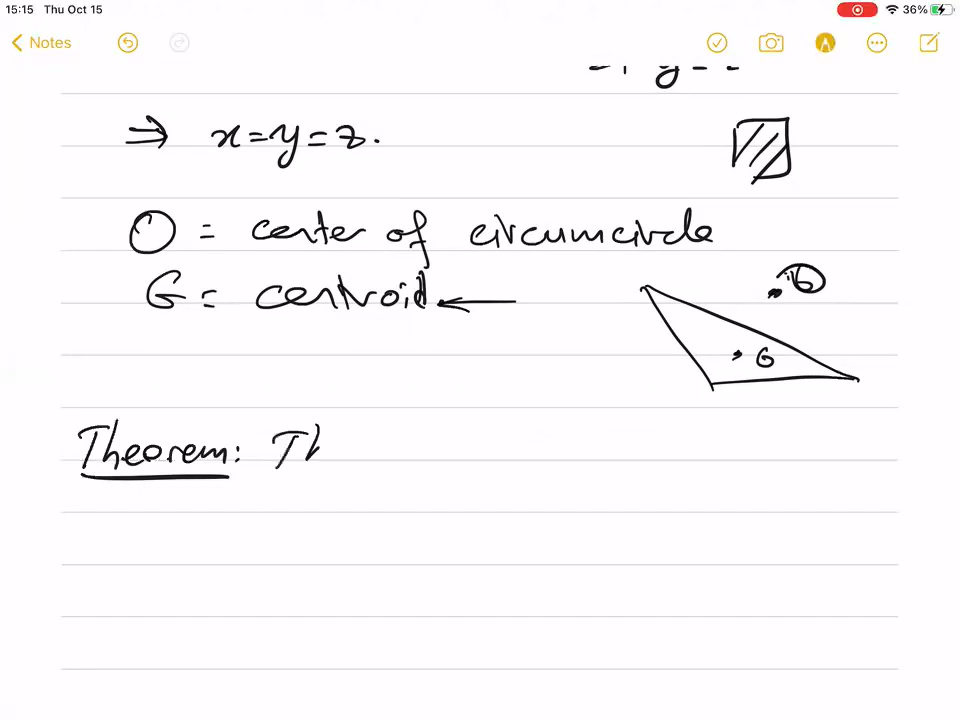 15:15 Thu Oct 15 36%
Notes
⇒ x=y=z.
O = center of circumcircle
G = centroid ←
G
Theorem: Th